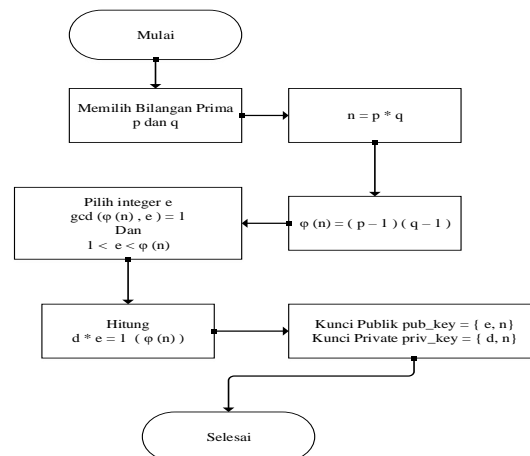 Mulai
Memilih Bilangan Prima
p dan q
n = p * q
φ (n) = ( p – 1 ) ( q – 1 )
Pilih integer e
gcd (φ (n) , e ) = 1
Dan
1 < e < φ (n)
Hitung
d * e = 1 ( φ (n) )
Kunci Publik pub_key = { e, n}
Kunci Private priv_key = { d, n}
Selesai